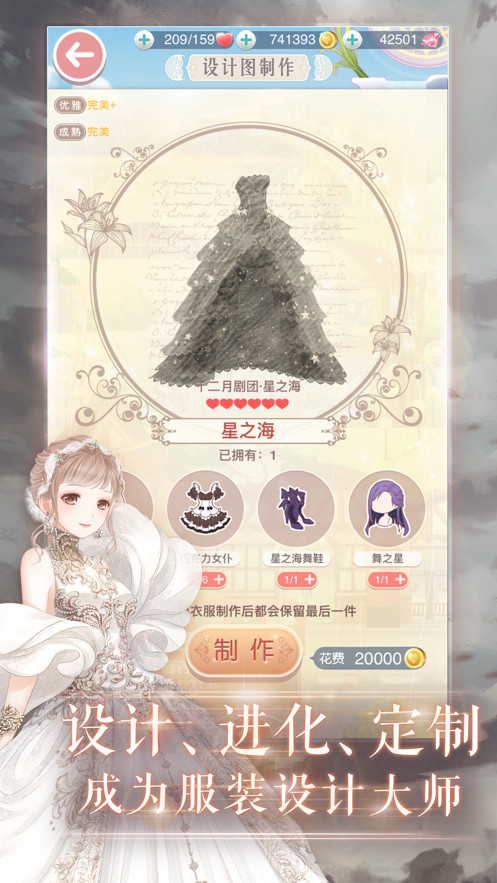 209/159
741393
42501
设计图制作
优雅 完美+
成熟 完美
十二月剧团·星之海
星之海
已拥有：1
力女仆
星之海舞鞋
舞之星
6
1/1
1/1
衣服制作后都会保留最后一件
制作
花费 20000
设计、进化、定制
成为服装设计大师